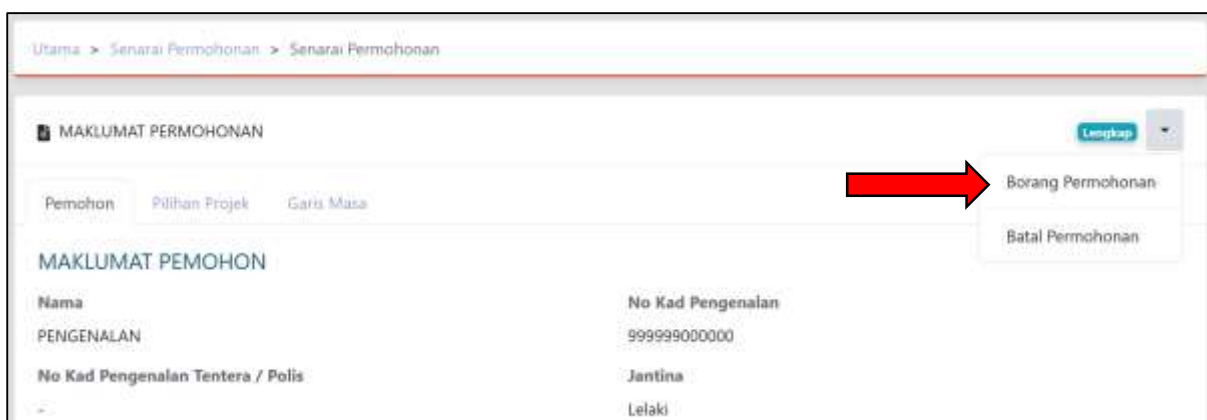 Utama > Senarai Permohonan > Senarai Permohonan
MAKLUMAT PERMOHONAN
Lengkap
Borang Permohonan
Batal Permohonan
Pemohon Pilihan Projek Garis Masa
MAKLUMAT PEMOHON
Nama No Kad Pengenalan
PENGENALAN 999999000000
No Kad Pengenalan Tentera / Polis Jantina
- Lelaki